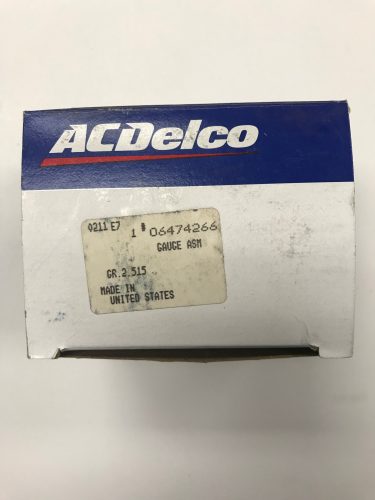 ACDelco
0211 E7
1 # 06474266
GAUGE ASM
GR.2.515
MADE IN
UNITED STATES